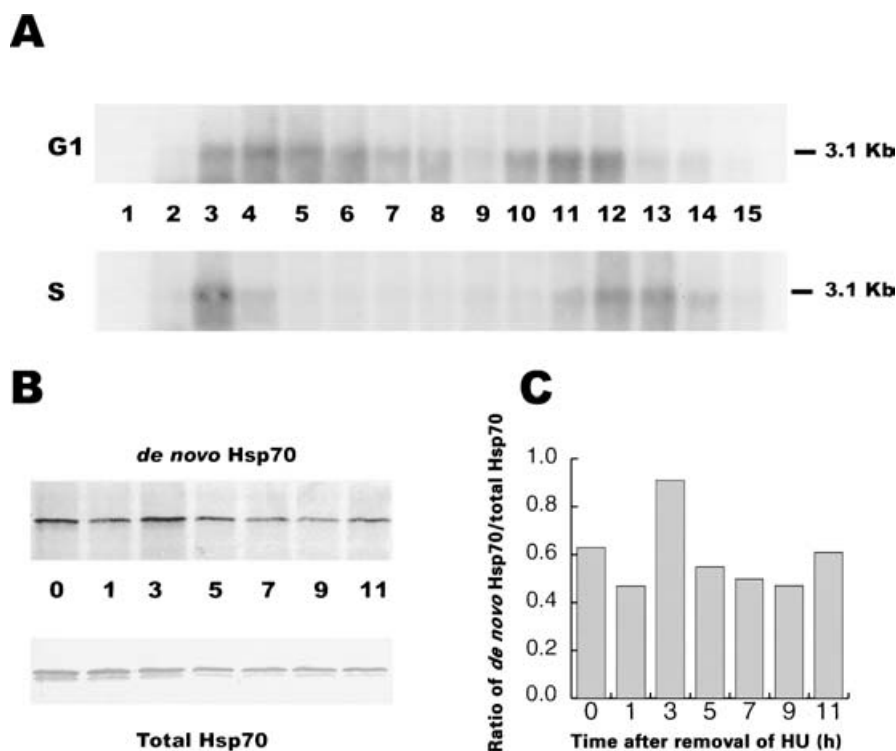 A
G1
3.1 Kb
1 2 3 4 5 6 7 8 9 10 11 12 13 14 15
S
3.1 Kb
B
de novo Hsp70
0 1 3 5 7 9 11
Total Hsp70
C
Ratio of de novo Hsp70/total Hsp70
1.0
0.8
0.6
0.4
0.2
0.0
0 1 3 5 7 9 11
Time after removal of HU (h)